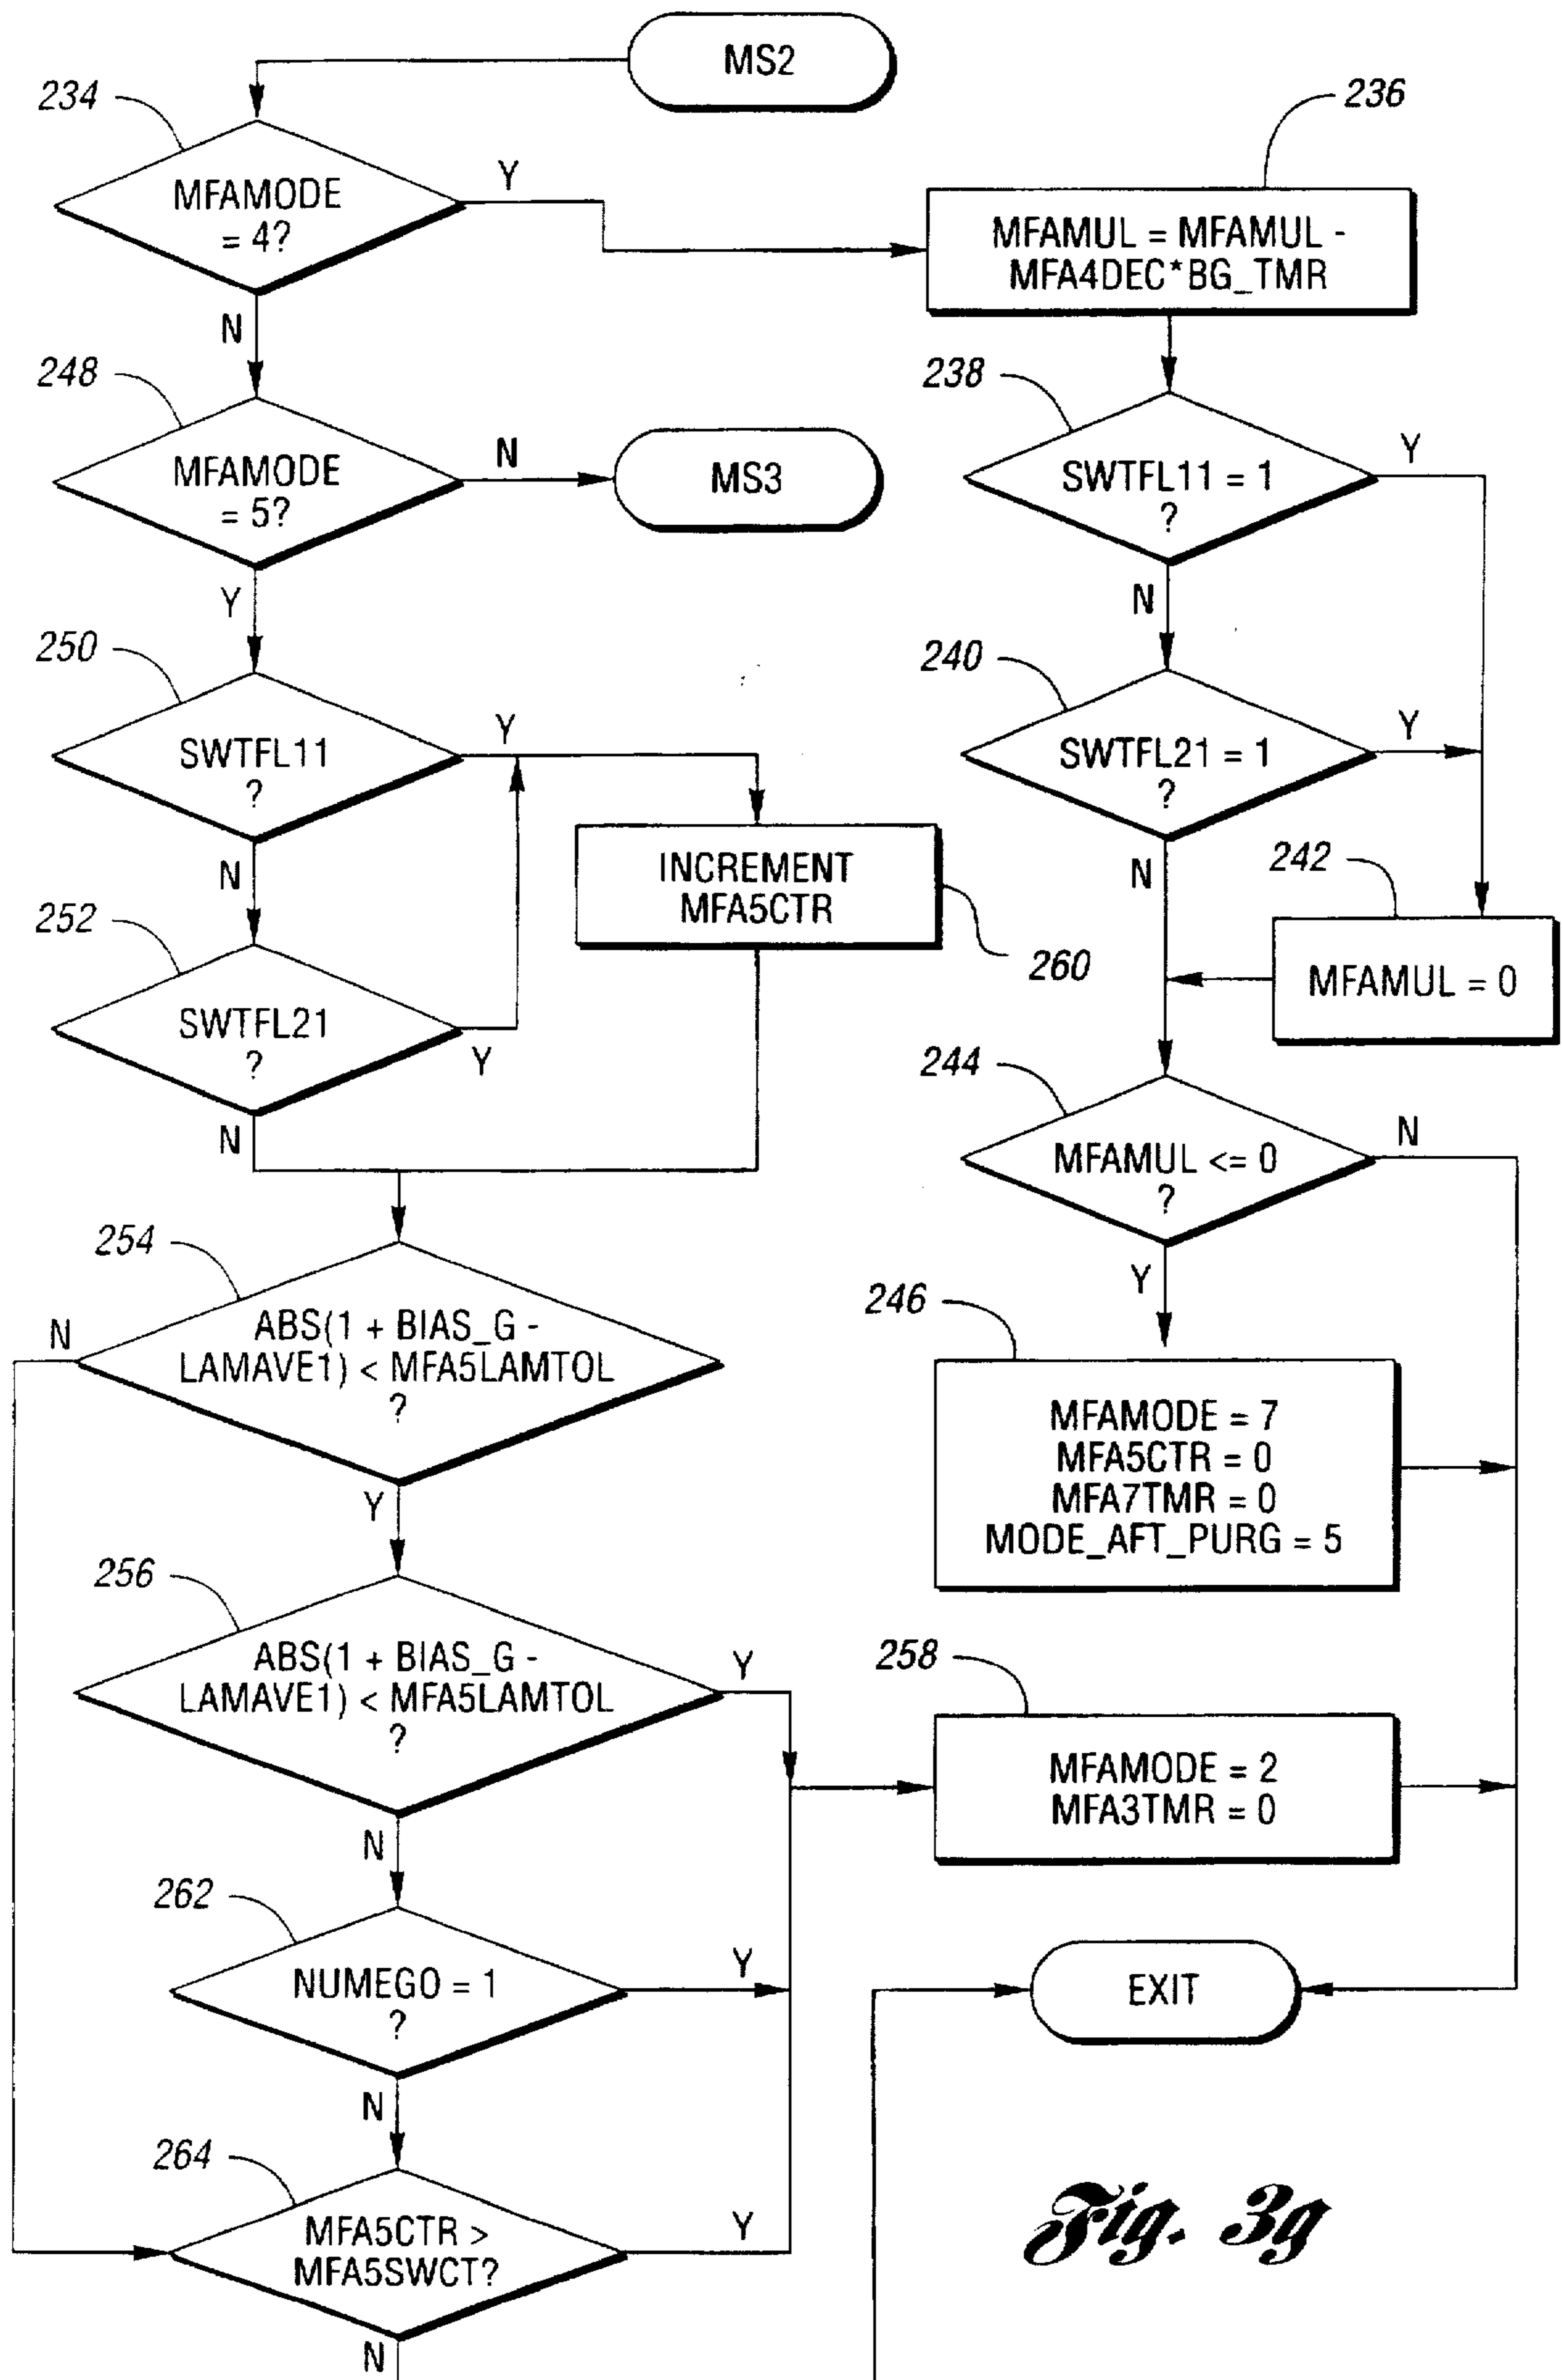 MS2
234
MFAMODE
= 4?
Y
N
236
MFAMUL = MFAMUL -
MFA4DEC*BG_TMR
248
MFAMODE
= 5?
N
Y
MS3
238
SWTFL11 = 1
?
Y
N
250
SWTFL11
?
Y
N
240
SWTFL21 = 1
?
Y
N
INCREMENT
MFA5CTR
260
242
MFAMUL = 0
252
SWTFL21
?
Y
N
244
MFAMUL <= 0
?
N
Y
254
ABS(1 + BIAS_G -
LAMAVE1) < MFA5LAMTOL
?
N
Y
246
MFAMODE = 7
MFA5CTR = 0
MFA7TMR = 0
MODE_AFT_PURG = 5
256
ABS(1 + BIAS_G -
LAMAVE1) < MFA5LAMTOL
?
Y
N
258
MFAMODE = 2
MFA3TMR = 0
262
NUMEGO = 1
?
Y
N
EXIT
264
MFA5CTR >
MFA5SWCT?
Y
N
Fig. 3g